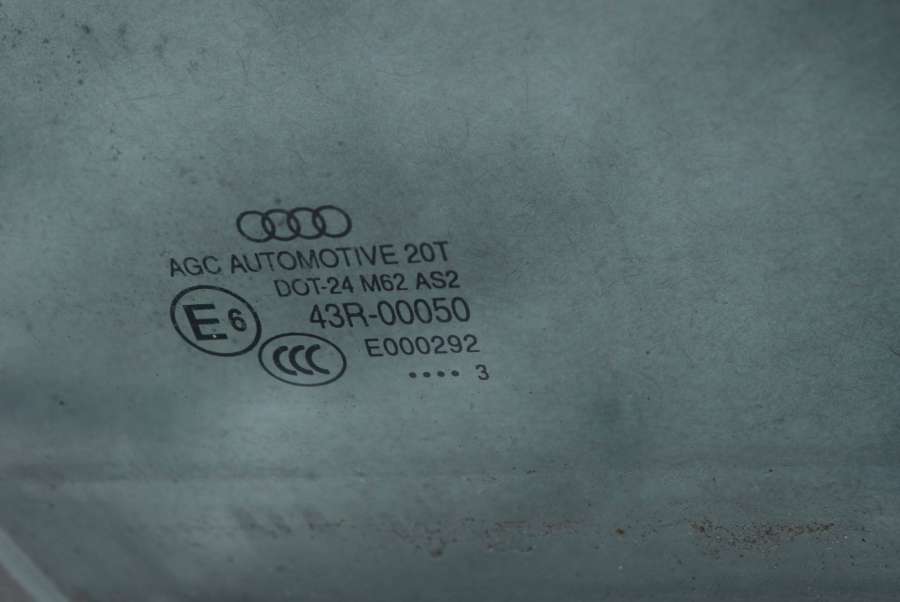 AGC AUTOMOTIVE 20T
DOT-24 M62 AS2
E6 43R-00050
CCC E000292
.... 3